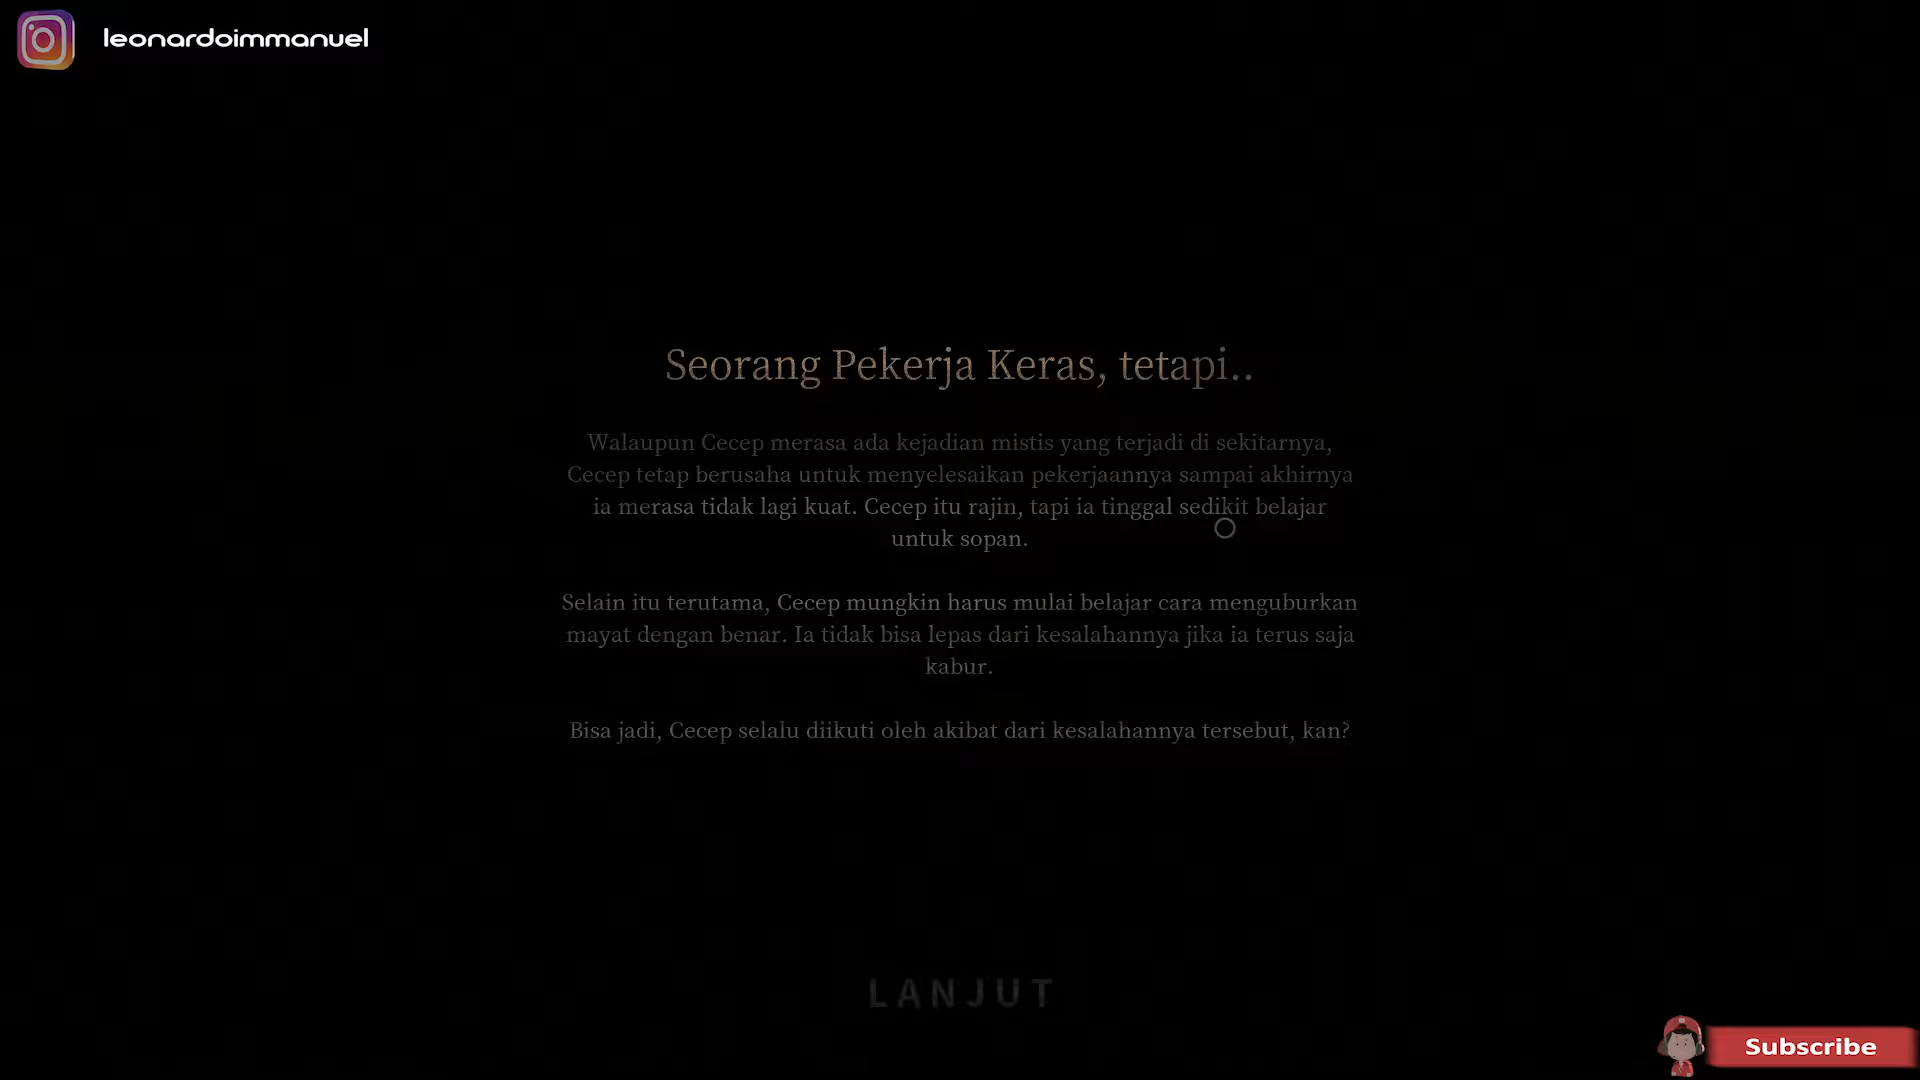 leonardoimmanuel
Seorang Pekerja Keras, tetapi..
Walaupun Cecep merasa ada kejadian mistis yang terjadi di sekitarnya,
Cecep tetap berusaha untuk menyelesaikan pekerjaannya sampai akhirnya
ia merasa tidak lagi kuat. Cecep itu rajin, tapi ia tinggal sedikit belajar
untuk sopan.
Selain itu terutama, Cecep mungkin harus mulai belajar cara menguburkan
mayat dengan benar. Ia tidak bisa lepas dari kesalahannya jika ia terus saja
kabur.
Bisa jadi, Cecep selalu diikuti oleh akibat dari kesalahannya tersebut, kan?
LANJUT
Subscribe